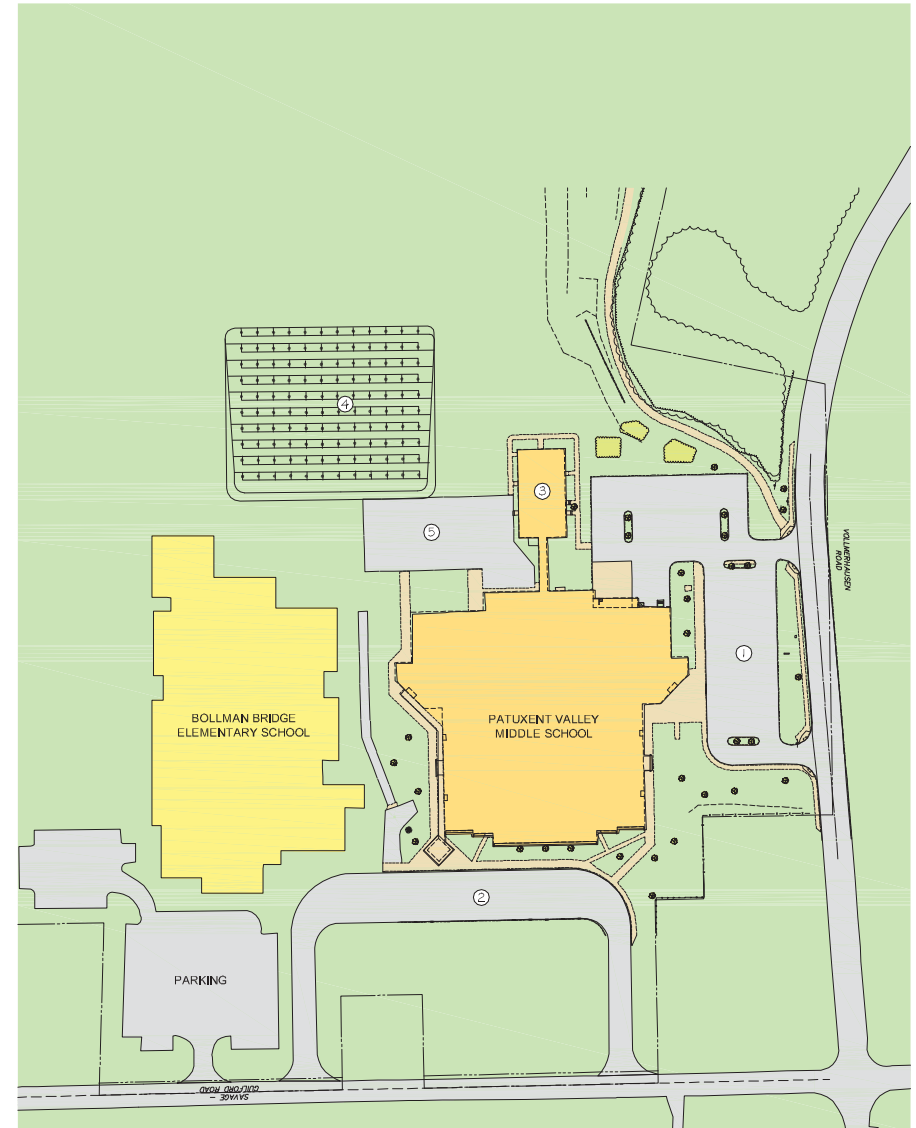 4
3
5
VOLLMERHAUSEN
ROAD
1
BOLLMAN BRIDGE
ELEMENTARY SCHOOL
PATUXENT VALLEY
MIDDLE SCHOOL
2
PARKING
SAVAGE -
GUILFORD ROAD